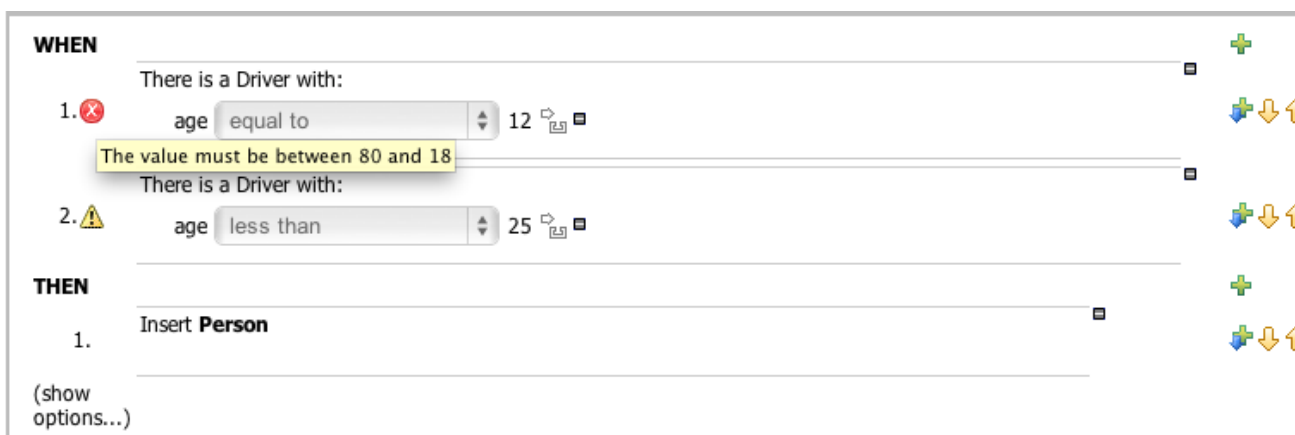 WHEN
There is a Driver with:
1. age equal to 12
The value must be between 80 and 18
There is a Driver with:
2. age less than 25
THEN
Insert Person
1.
(show
options...)